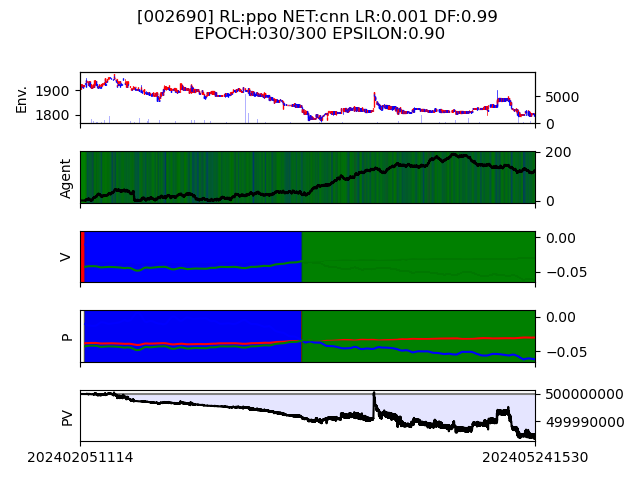 [002690] RL:ppo NET:cnn LR:0.001 DF:0.99
EPOCH:030/300 EPSILON:0.90
Env.
1900
1800
5000
0
Agent
200
0
V
0.00
−0.05
P
0.00
−0.05
PV
500000000
499990000
202402051114
202405241530